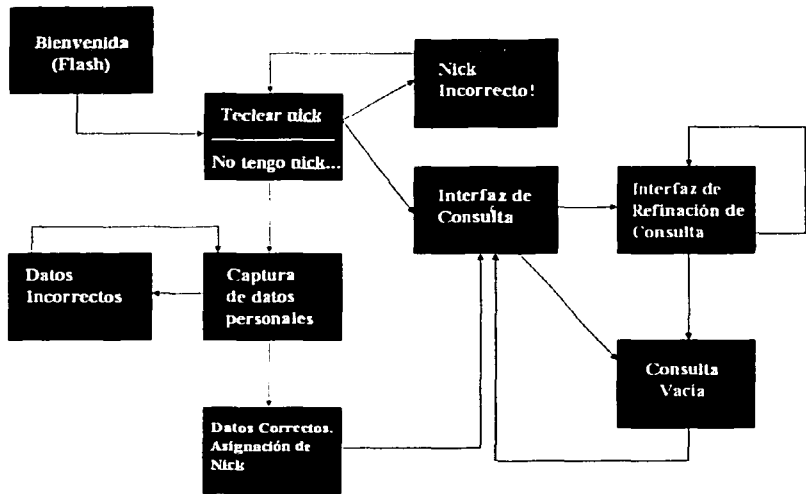 Bienvenida
(Flash)
Nick
Incorrecto!
Teclear nick
No tengo nick...
Interfaz de
Consulta
Interfaz de
Refinación de
Consulta
Datos
Incorrectos
Captura
de datos
personales
Consulta
Vacía
Datos Correctos.
Asignación de
Nick